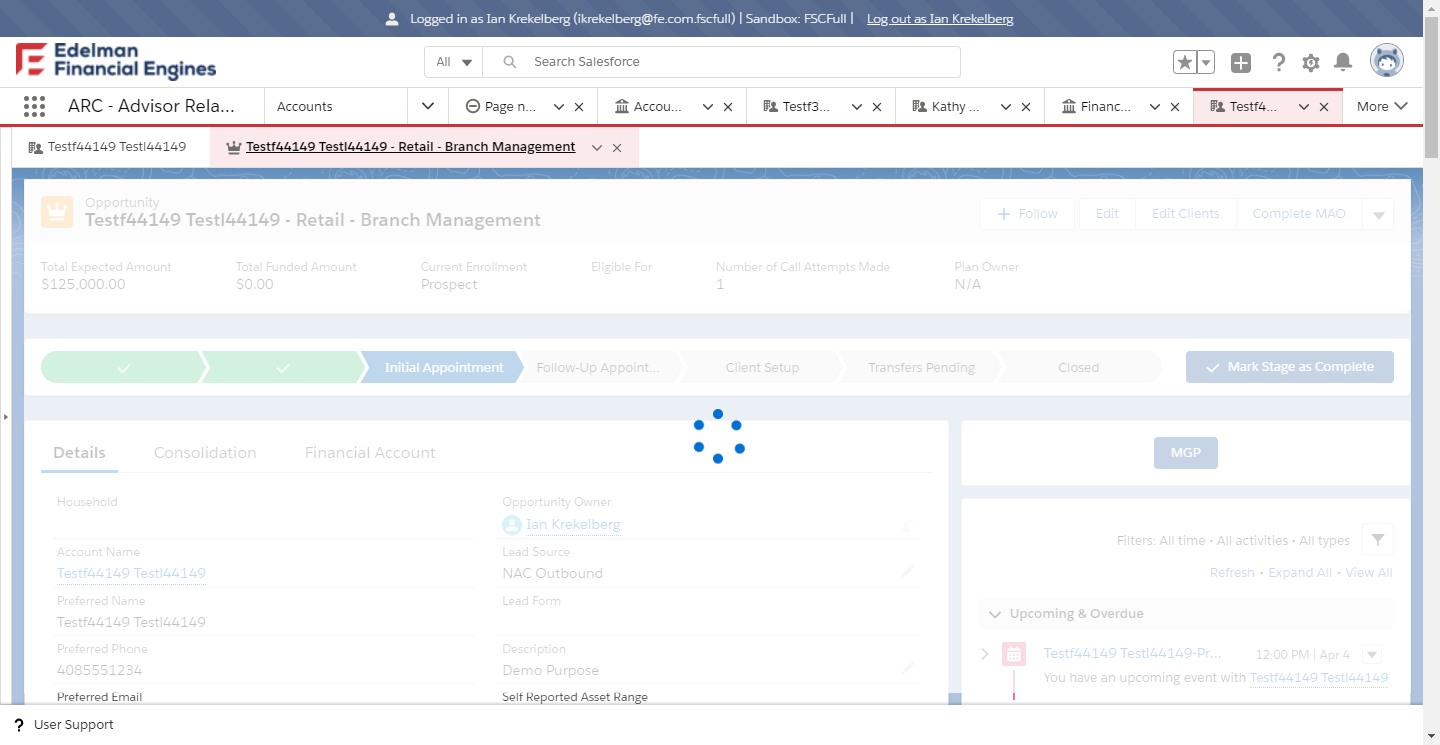 Logged in as Ian Krekelberg (ikrekelberg@fe.com.fscfull) | Sandbox: FSCFull | Log out as Ian Krekelberg
Edelman
Financial Engines
All
Search Salesforce
ARC - Advisor Rela...
Accounts
Page n...
Accou...
Testf3...
Kathy ...
Financ...
Testf4...
More
Testf44149 Testl44149
Testf44149 Testl44149 - Retail - Branch Management
Opportunity
Testf44149 Testl44149 - Retail - Branch Management
Follow
Edit
Edit Clients
Complete MAO
Total Expected Amount
$125,000.00
Total Funded Amount
$0.00
Current Enrollment
Prospect
Eligible For
Number of Call Attempts Made
1
Plan Owner
N/A
Initial Appointment
Follow-Up Appoint...
Client Setup
Transfers Pending
Closed
Mark Stage as Complete
Details
Consolidation
Financial Account
Household
Account Name
Testf44149 Testl44149
Preferred Name
Testf44149 Testl44149
Preferred Phone
4085551234
Preferred Email
Opportunity Owner
Ian Krekelberg
Lead Source
NAC Outbound
Lead Form
Description
Demo Purpose
Self Reported Asset Range
MGP
Filters: All time • All activities • All types
Refresh • Expand All • View All
Upcoming & Overdue
Testf44149 Testl44149-Pr...
12:00 PM | Apr 4
You have an upcoming event with Testf44149 Testl44149
User Support